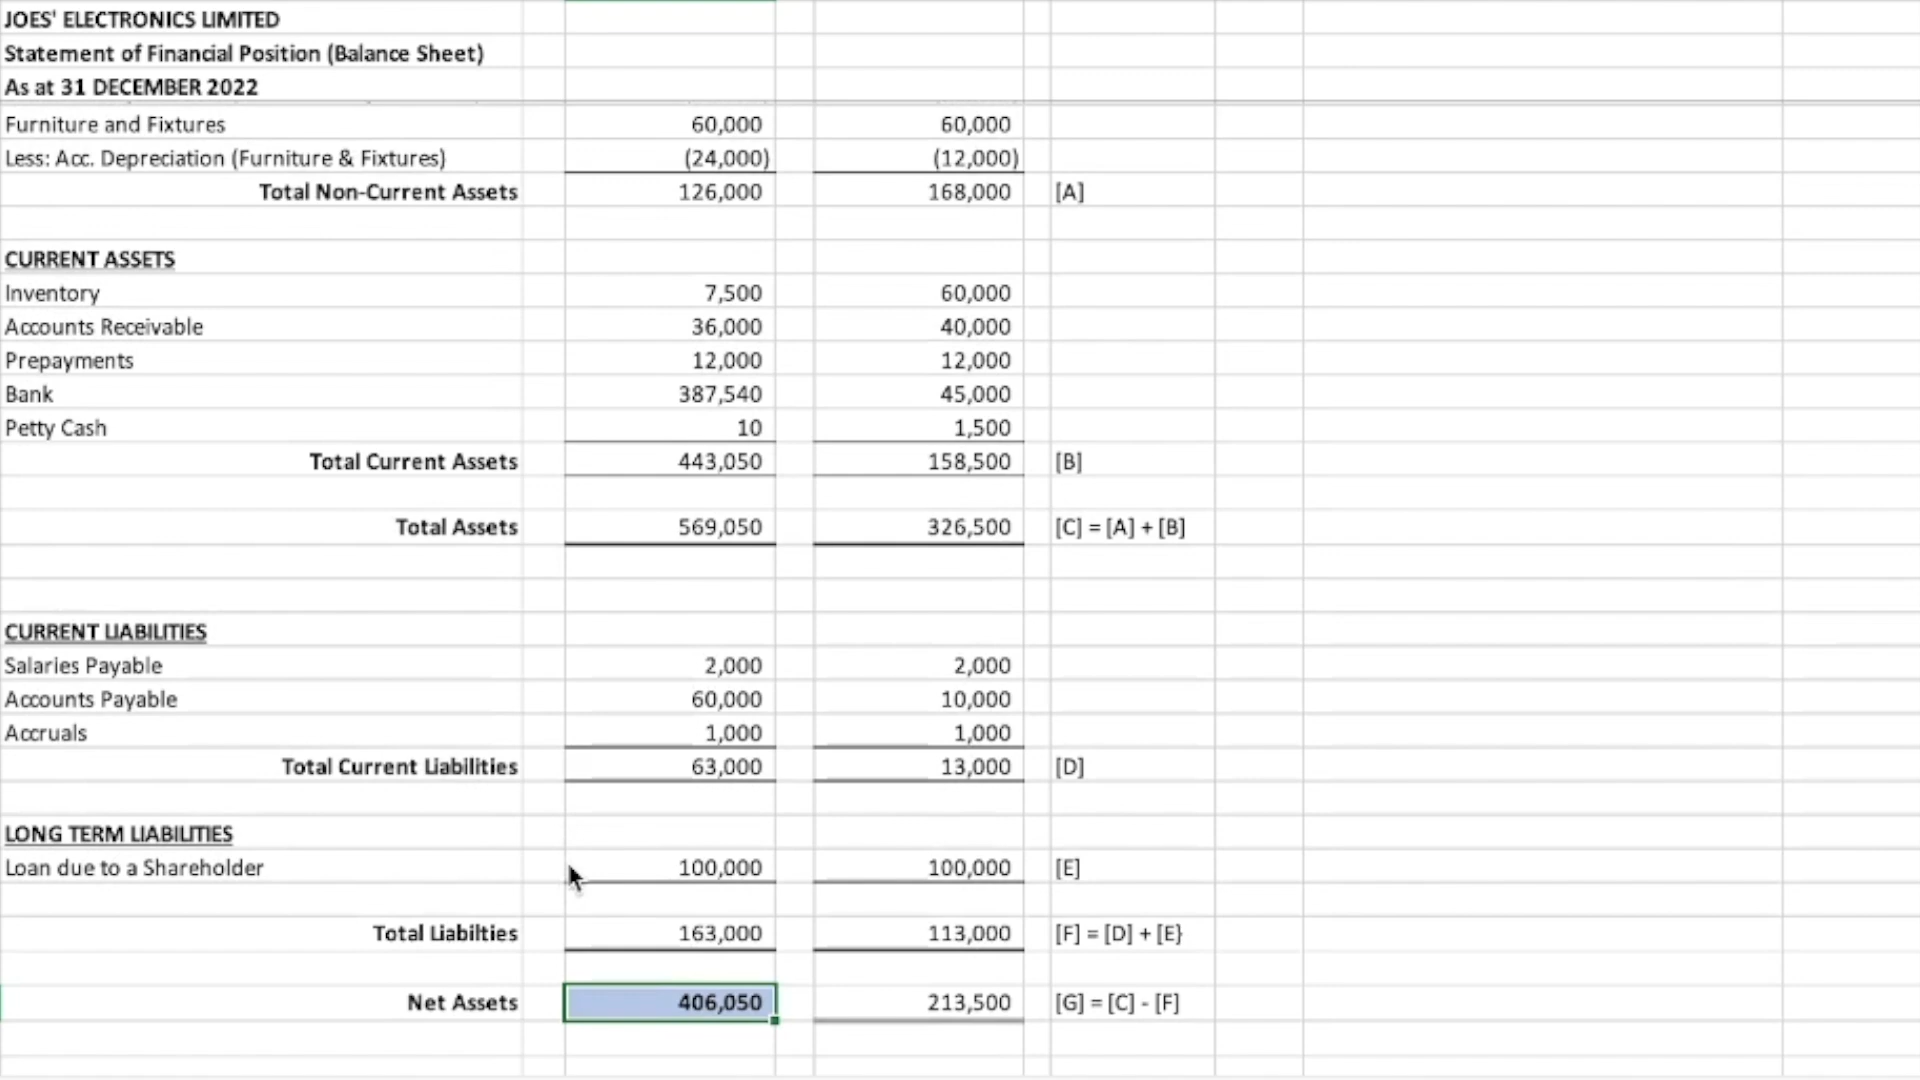 JOES' ELECTRONICS LIMITED
Statement of Financial Position (Balance Sheet)
As at 31 DECEMBER 2022
Furniture and Fixtures 60,000 60,000
Less: Acc. Depreciation (Furniture & Fixtures) (24,000) (12,000)
Total Non-Current Assets 126,000 168,000 [A]
CURRENT ASSETS
Inventory 7,500 60,000
Accounts Receivable 36,000 40,000
Prepayments 12,000 12,000
Bank 387,540 45,000
Petty Cash 10 1,500
Total Current Assets 443,050 158,500 [B]
Total Assets 569,050 326,500 [C] = [A] + [B]
CURRENT LIABILITIES
Salaries Payable 2,000 2,000
Accounts Payable 60,000 10,000
Accruals 1,000 1,000
Total Current Liabilities 63,000 13,000 [D]
LONG TERM LIABILITIES
Loan due to a Shareholder 100,000 100,000 [E]
Total Liabilties 163,000 113,000 [F] = [D] + [E}
Net Assets 406,050 213,500 [G] = [C] - [F]